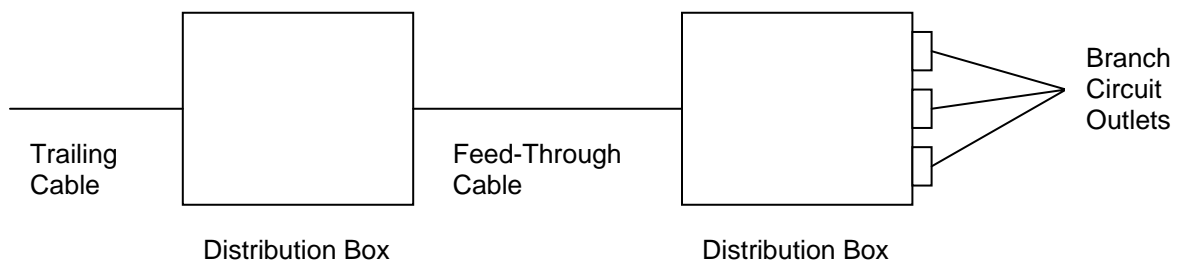 Branch
Circuit
Outlets
Trailing
Cable
Feed-Through
Cable
Distribution Box
Distribution Box